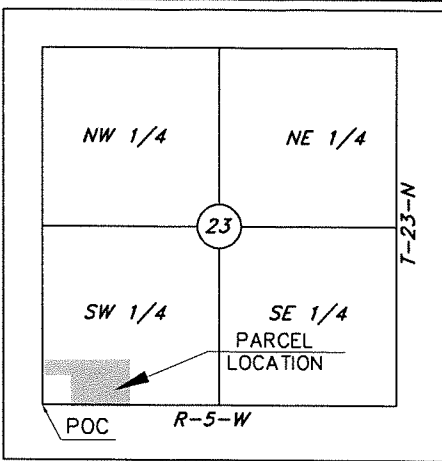 NW 1/4
NE 1/4
23
T-23-N
SW 1/4
SE 1/4
PARCEL
LOCATION
POC
R-5-W